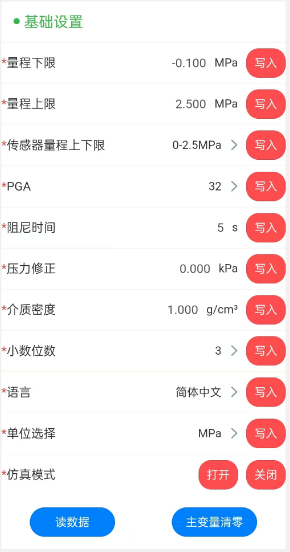 基础设置
*量程下限 -0.100 MPa 写入
*量程上限 2.500 MPa 写入
*传感器量程上下限 0-2.5MPa 写入
*PGA 32 写入
*阻尼时间 5 s 写入
*压力修正 0.000 kPa 写入
*介质密度 1.000 g/cm³ 写入
*小数位数 3 写入
*语言 简体中文 写入
*单位选择 MPa 写入
*仿真模式 打开 关闭
读数据 主变量清零